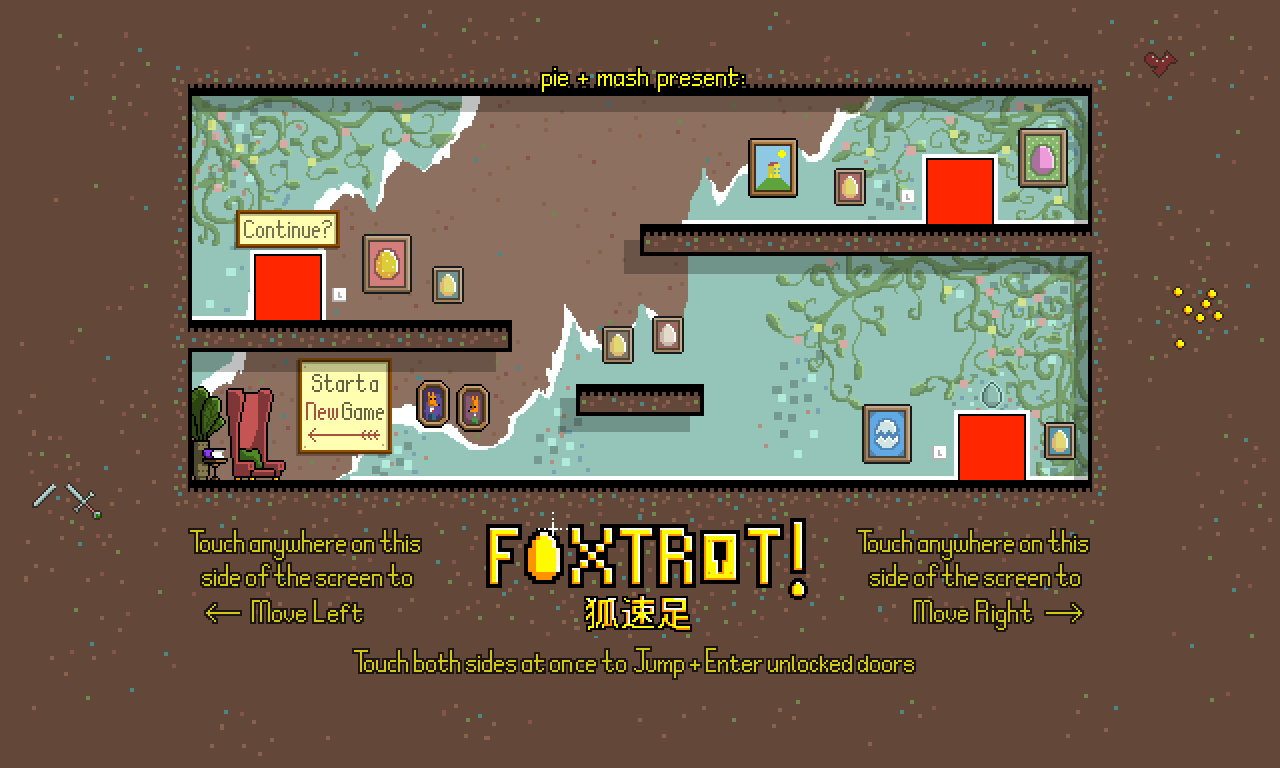 pie + mash present:
Continue?
L
L
Start a
New Game
L
Touch anywhere on this
side of the screen to
← Move Left
FOXTROT!
狐速足
Touch anywhere on this
side of the screen to
Move Right →
Touch both sides at once to Jump + Enter unlocked doors